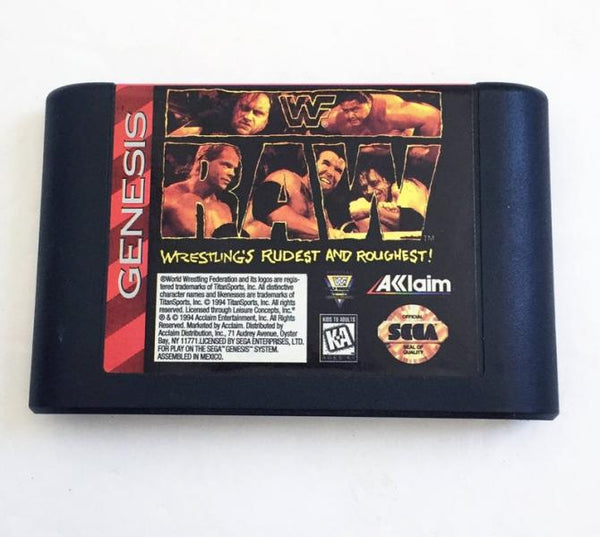 GENESIS
WF
RAW
TM
WRESTLING'S RUDEST AND ROUGHEST!
®World Wrestling Federation and its logos are regis-
tered trademarks of TitanSports, Inc. All distinctive
character names and likenesses are trademarks of
TitanSports, Inc. © 1994 TitanSports, Inc. All rights
reserved. Licensed through Leisure Concepts, Inc.®
® & © 1994 Acclaim Entertainment, Inc. All Rights
Reserved. Marketed by Acclaim. Distributed by
Acclaim Distribution, Inc., 71 Audrey Avenue, Oyster
Bay, NY 11771.LICENSED BY SEGA ENTERPRISES, LTD.
FOR PLAY ON THE SEGA™GENESIS™ SYSTEM.
ASSEMBLED IN MEXICO.
AKlaim
KIDS TO ADULTS
K-A
OFFICIAL
SEGA
SEAL OF
QUALITY